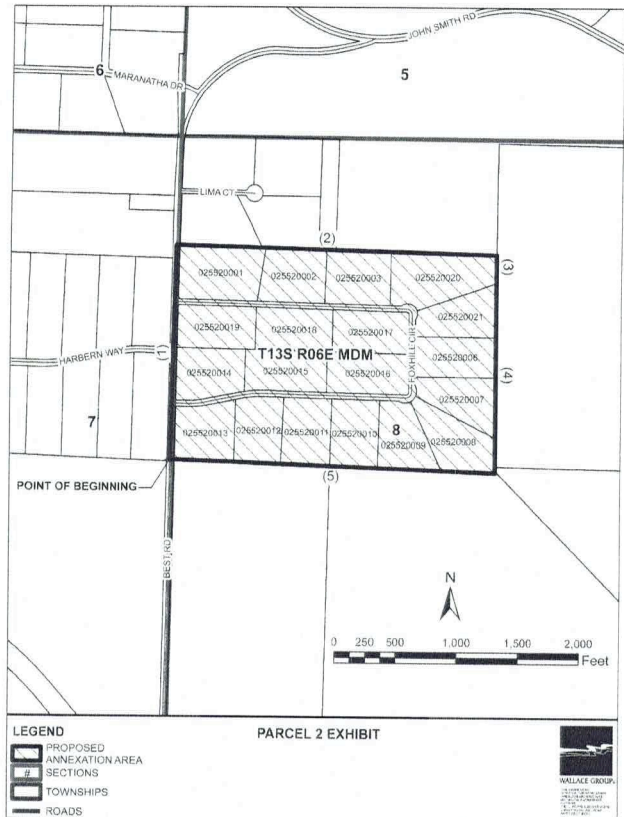 JOHN SMITH RD
6
MARANATHA DR
5
LIMA CT
(2)
(3)
025520001
025520002
025520003
025520020
025520021
025520019
025520018
025520017
FOXHILL CIR
HARBERN WAY
(1)
T13S R06E MDM
025520006
025520014
025520015
025520016
(4)
025520007
7
025520013
025520012
025520011
025520010
8
025520009
025520008
POINT OF BEGINNING
(5)
BEST RD
N
0 250 500 1,000 1,500 2,000
Feet
LEGEND
PROPOSED
ANNEXATION AREA
# SECTIONS
TOWNSHIPS
ROADS
PARCEL 2 EXHIBIT
WALLACE GROUP